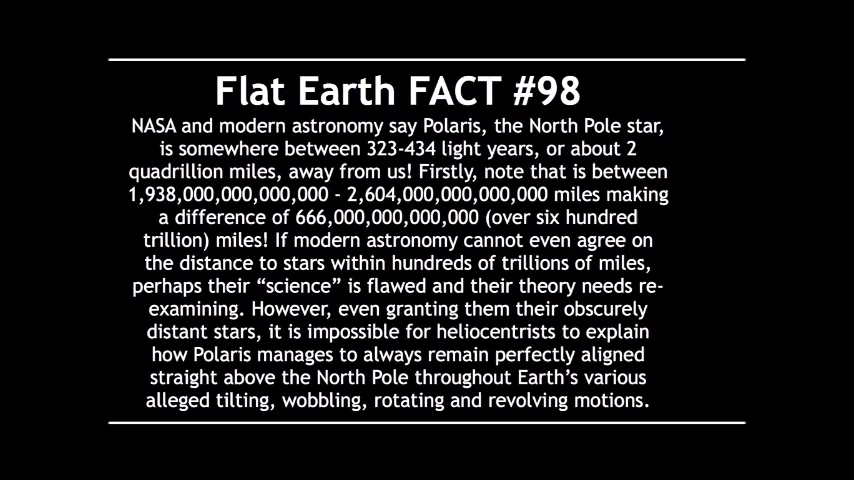 Flat Earth FACT #98
NASA and modern astronomy say Polaris, the North Pole star,
is somewhere between 323-434 light years, or about 2
quadrillion miles, away from us! Firstly, note that is between
1,938,000,000,000,000 - 2,604,000,000,000,000 miles making
a difference of 666,000,000,000,000 (over six hundred
trillion) miles! If modern astronomy cannot even agree on
the distance to stars within hundreds of trillions of miles,
perhaps their “science” is flawed and their theory needs re-
examining. However, even granting them their obscurely
distant stars, it is impossible for heliocentrists to explain
how Polaris manages to always remain perfectly aligned
straight above the North Pole throughout Earth’s various
alleged tilting, wobbling, rotating and revolving motions.